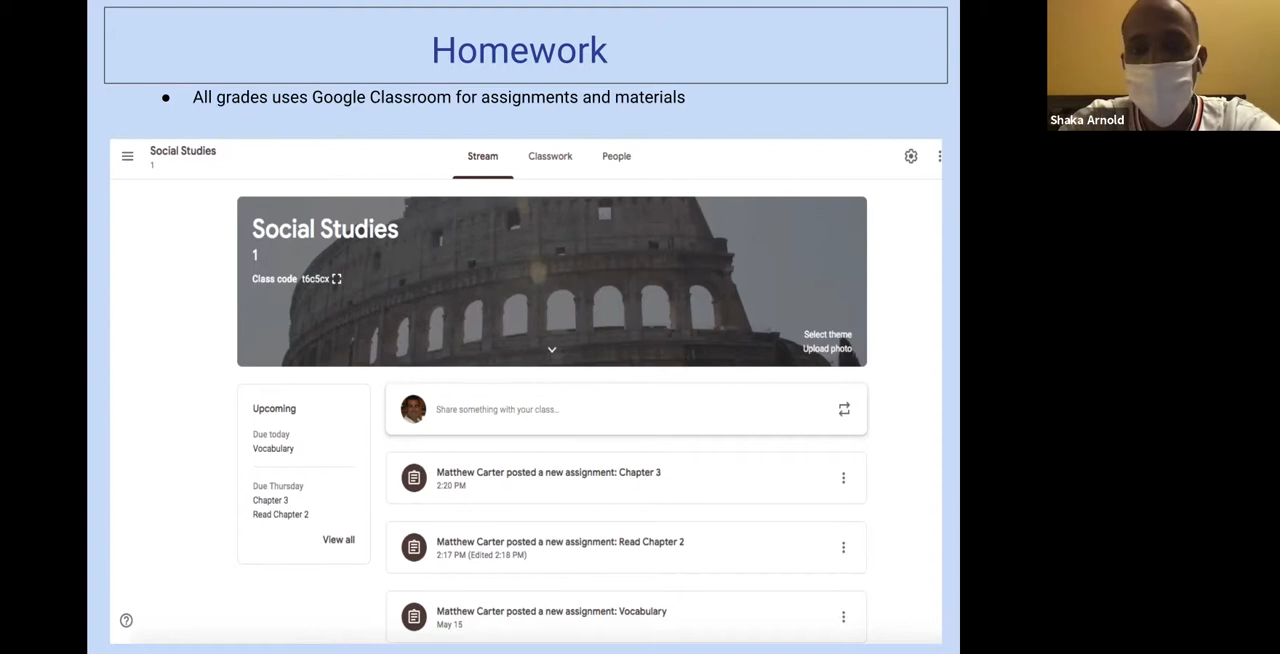 Homework
● All grades uses Google Classroom for assignments and materials
Shaka Arnold
Social Studies
1
Stream
Classwork
People
Social Studies
1
Class code t6c5cx
Select theme
Upload photo
Upcoming
Due today
Vocabulary
Due Thursday
Chapter 3
Read Chapter 2
View all
Share something with your class...
Matthew Carter posted a new assignment: Chapter 3
2:20 PM
Matthew Carter posted a new assignment: Read Chapter 2
2:17 PM (Edited 2:18 PM)
Matthew Carter posted a new assignment: Vocabulary
May 15